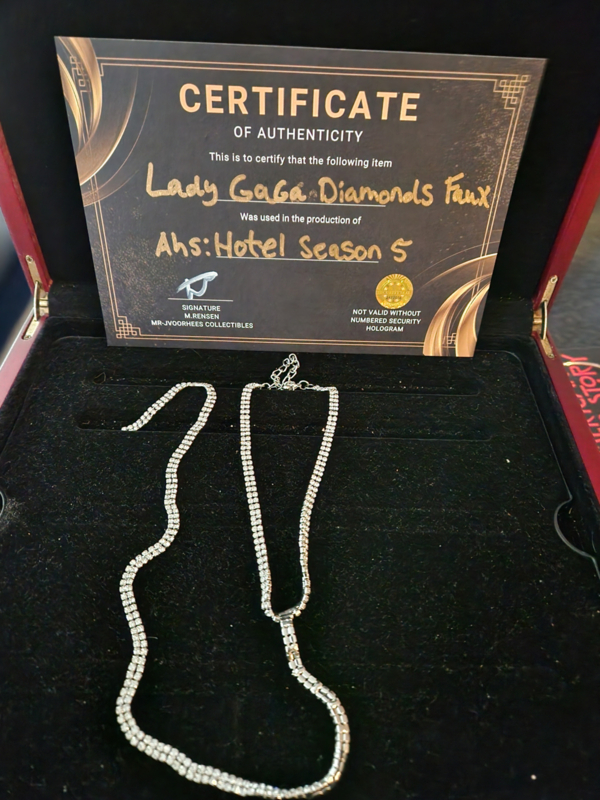 CERTIFICATE
OF AUTHENTICITY
This is to certify that the following item
Lady GaGa Diamonds Faux
Was used in the production of
Ahs: Hotel Season 5
SIGNATURE
M.RENSEN
MR-JVOORHEES COLLECTIBLES
NOT VALID WITHOUT
NUMBERED SECURITY
HOLOGRAM
STORY